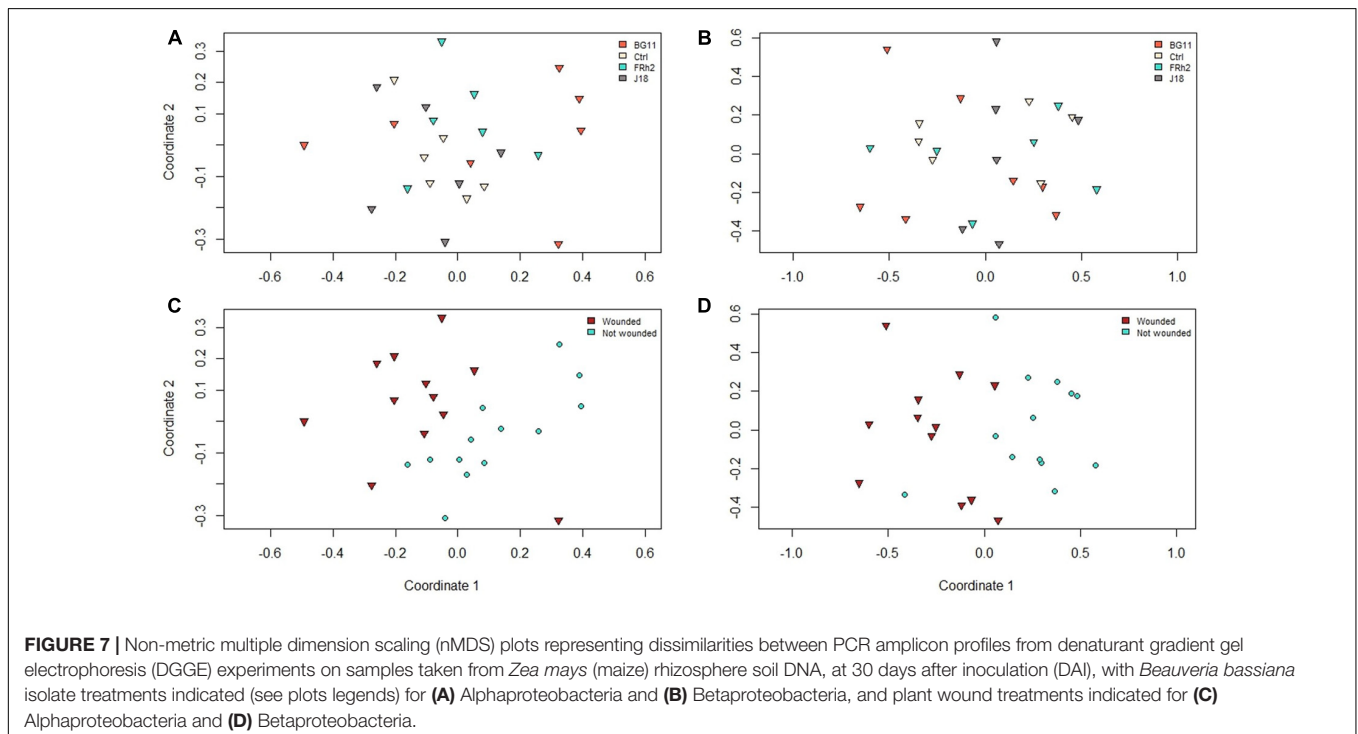 A
B
BG11
Ctrl
FRh2
J18
BG11
Ctrl
FRh2
J18
Coordinate 2
0.3
0.1
-0.1
-0.3
0.6
0.4
0.2
0.0
-0.2
-0.4
-0.6 -0.4 -0.2 0.0 0.2 0.4 0.6
-1.0 -0.5 0.0 0.5 1.0
C
D
Wounded
Not wounded
Wounded
Not wounded
Coordinate 2
0.3
0.1
-0.1
-0.3
0.6
0.4
0.2
0.0
-0.2
-0.4
-0.6 -0.4 -0.2 0.0 0.2 0.4 0.6
-1.0 -0.5 0.0 0.5 1.0
Coordinate 1
Coordinate 1
FIGURE 7 | Non-metric multiple dimension scaling (nMDS) plots representing dissimilarities between PCR amplicon profiles from denaturant gradient gel
electrophoresis (DGGE) experiments on samples taken from Zea mays (maize) rhizosphere soil DNA, at 30 days after inoculation (DAI), with Beauveria bassiana
isolate treatments indicated (see plots legends) for (A) Alphaproteobacteria and (B) Betaproteobacteria, and plant wound treatments indicated for (C)
Alphaproteobacteria and (D) Betaproteobacteria.